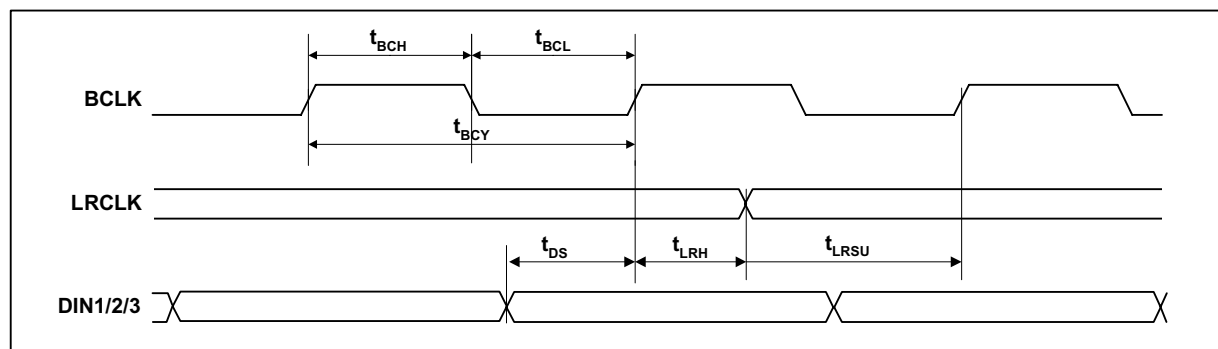 tBCH tBCL
BCLK
tBCY
LRCLK
tDS tLRH tLRSU
DIN1/2/3